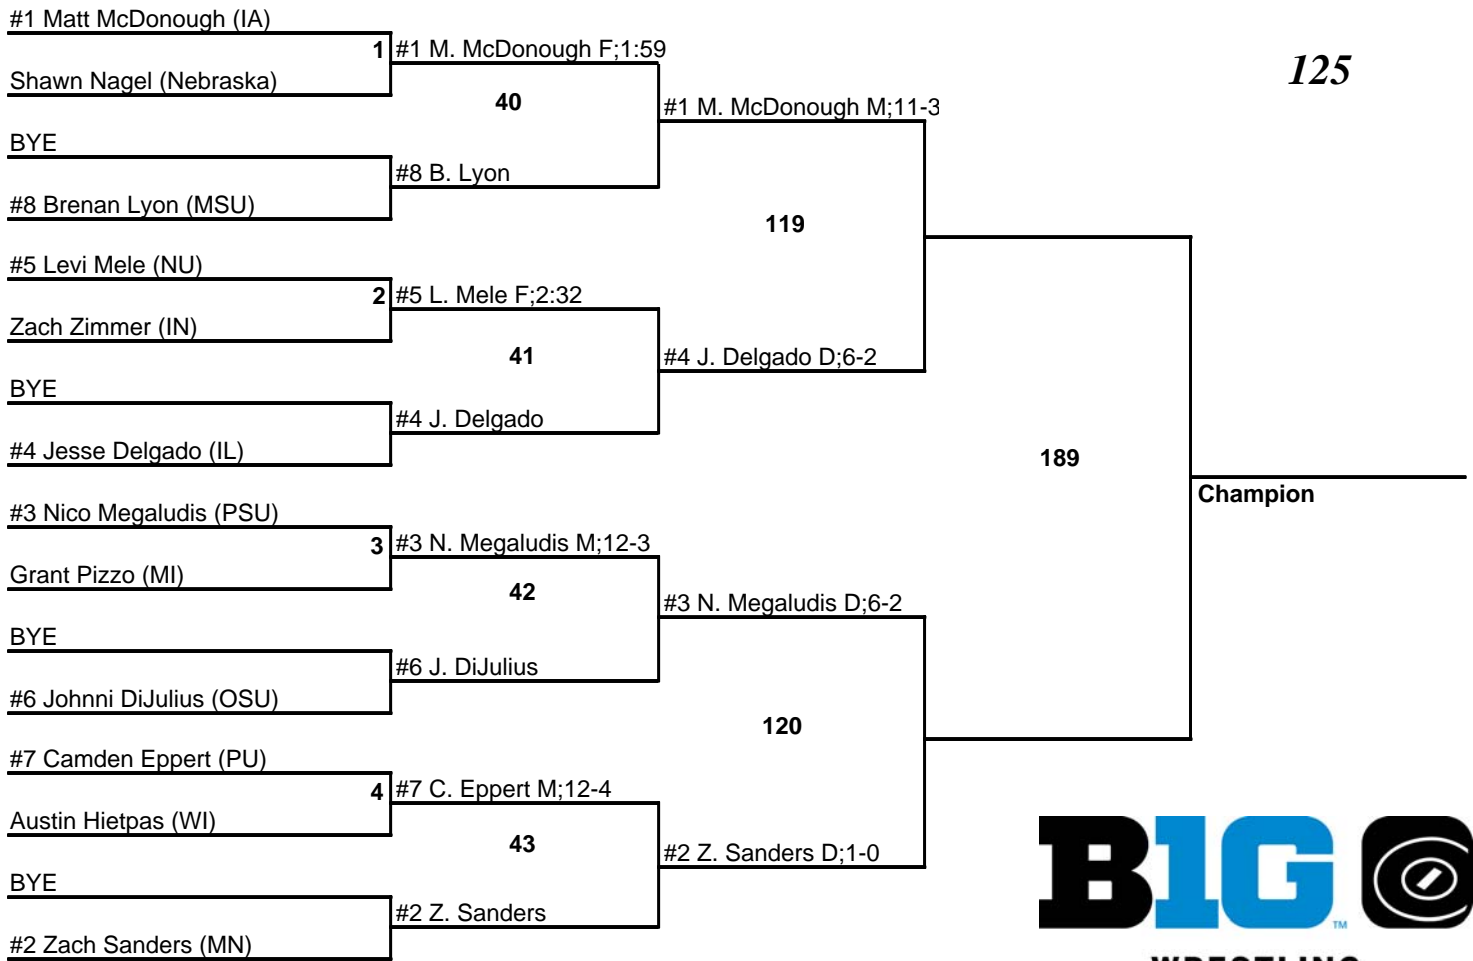 #1 Matt McDonough (IA)
1 #1 M. McDonough F;1:59
125
Shawn Nagel (Nebraska)
40
#1 M. McDonough M;11-3
BYE
#8 B. Lyon
#8 Brenan Lyon (MSU)
119
#5 Levi Mele (NU)
2 #5 L. Mele F;2:32
Zach Zimmer (IN)
41
#4 J. Delgado D;6-2
BYE
#4 J. Delgado
#4 Jesse Delgado (IL)
189
Champion
#3 Nico Megaludis (PSU)
3 #3 N. Megaludis M;12-3
Grant Pizzo (MI)
42
#3 N. Megaludis D;6-2
BYE
#6 J. DiJulius
#6 Johnni DiJulius (OSU)
120
#7 Camden Eppert (PU)
4 #7 C. Eppert M;12-4
Austin Hietpas (WI)
43
#2 Z. Sanders D;1-0
BYE
#2 Z. Sanders
#2 Zach Sanders (MN)
B1G
TM
WRESTLING